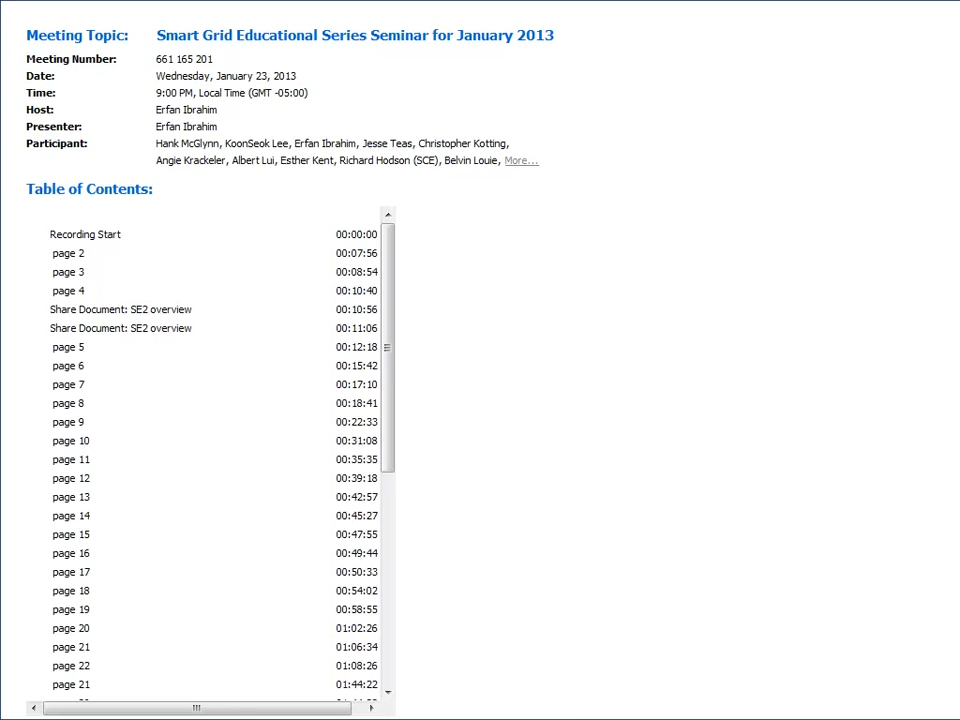 Meeting Topic: Smart Grid Educational Series Seminar for January 2013
Meeting Number: 661 165 201
Date: Wednesday, January 23, 2013
Time: 9:00 PM, Local Time (GMT -05:00)
Host: Erfan Ibrahim
Presenter: Erfan Ibrahim
Participant: Hank McGlynn, KoonSeok Lee, Erfan Ibrahim, Jesse Teas, Christopher Kotting,
Angie Krackeler, Albert Lui, Esther Kent, Richard Hodson (SCE), Belvin Louie, More...
Table of Contents:
Recording Start 00:00:00
page 2 00:07:56
page 3 00:08:54
page 4 00:10:40
Share Document: SE2 overview 00:10:56
Share Document: SE2 overview 00:11:06
page 5 00:12:18
page 6 00:15:42
page 7 00:17:10
page 8 00:18:41
page 9 00:22:33
page 10 00:31:08
page 11 00:35:35
page 12 00:39:18
page 13 00:42:57
page 14 00:45:27
page 15 00:47:55
page 16 00:49:44
page 17 00:50:33
page 18 00:54:02
page 19 00:58:55
page 20 01:02:26
page 21 01:06:34
page 22 01:08:26
page 21 01:44:22